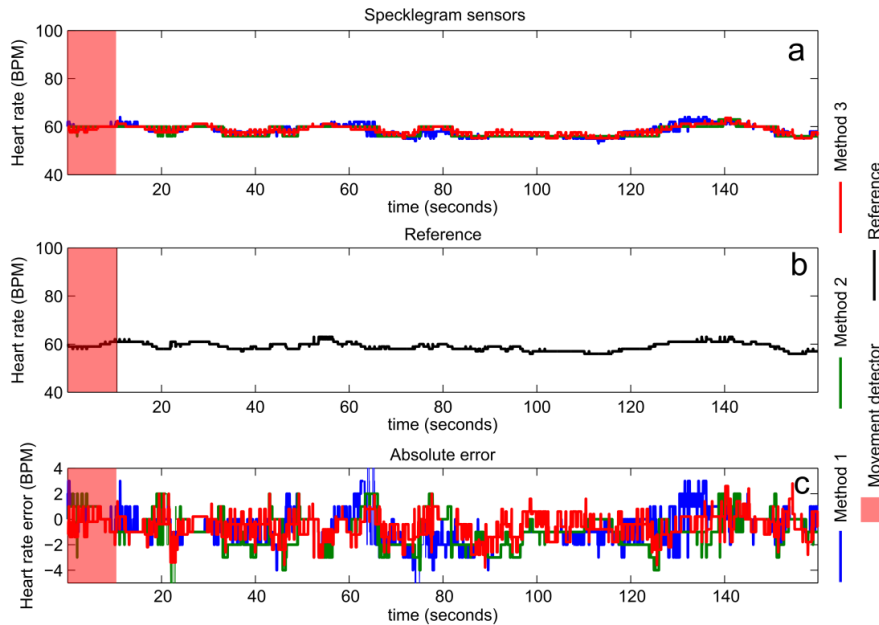 Specklegram sensors
a
100
80
60
40
Heart rate (BPM)
20 40 60 80 100 120 140
time (seconds)
Reference
b
100
80
60
40
Heart rate (BPM)
20 40 60 80 100 120 140
time (seconds)
Absolute error
c
4
2
0
−2
−4
Heart rate error (BPM)
20 40 60 80 100 120 140
time (seconds)
Method 1
Method 2
Method 3
Movement detector
Reference